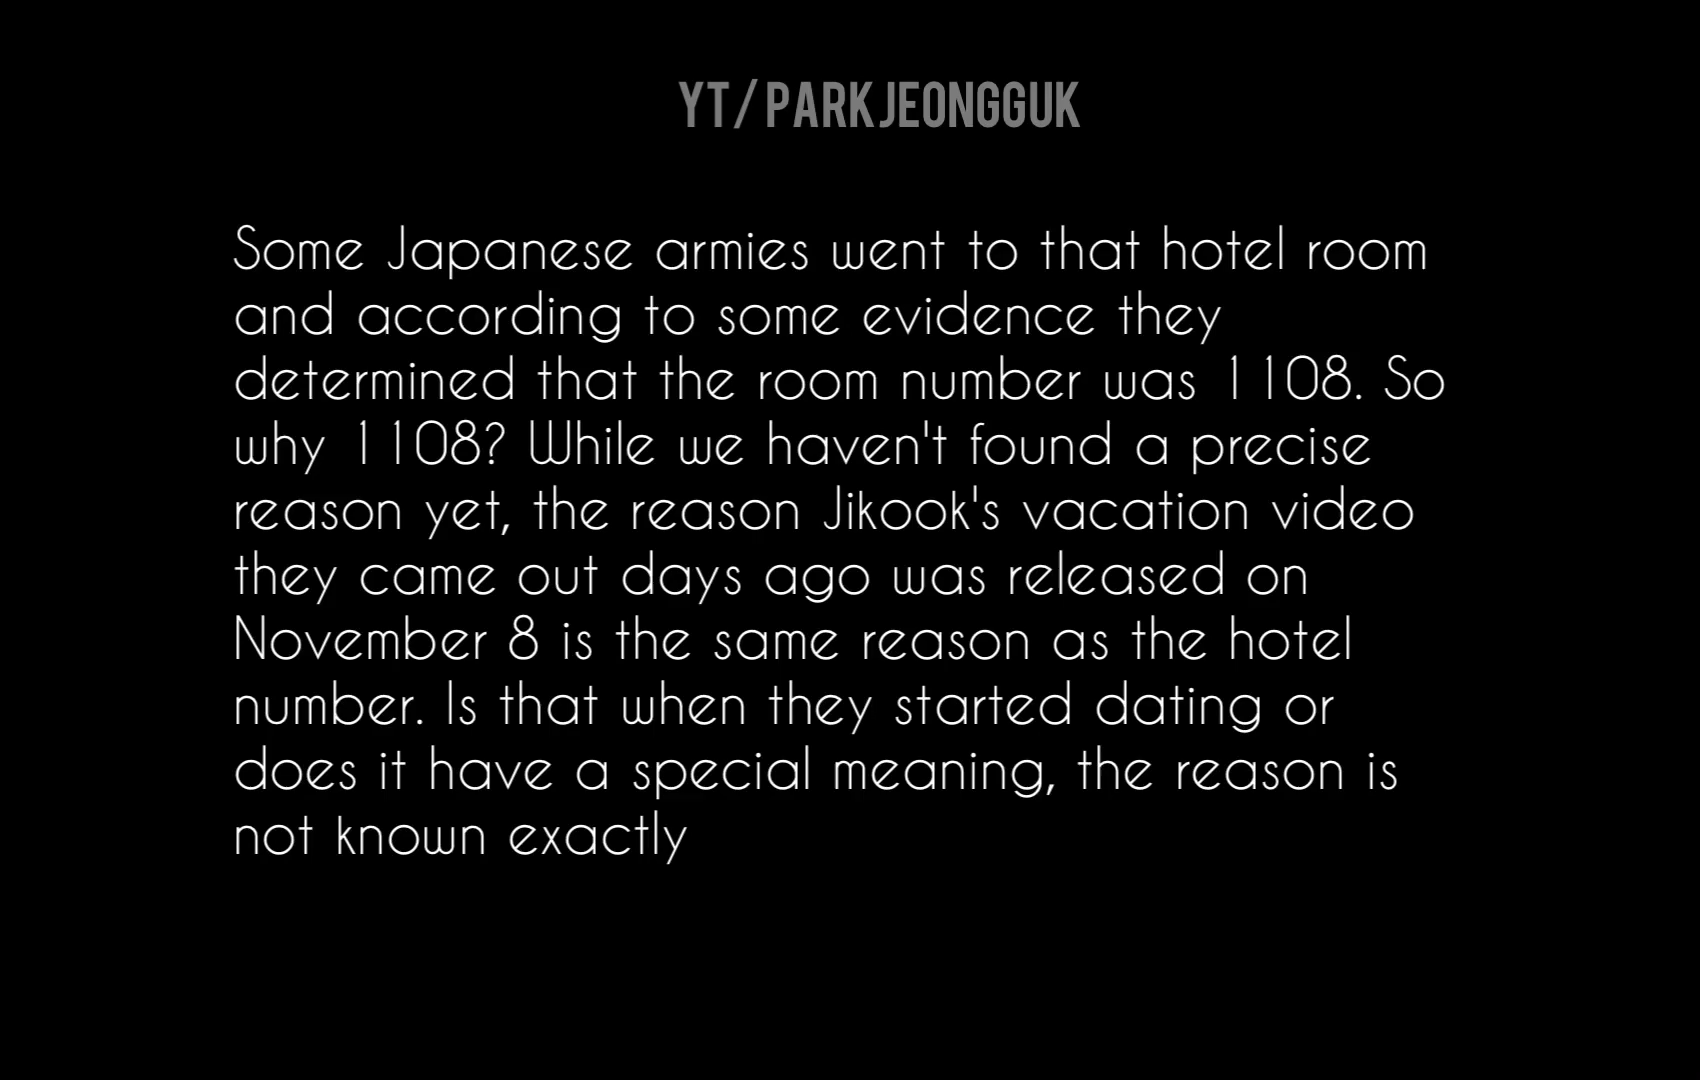 YT/PARKJEONGGUK
Some Japanese armies went to that hotel room
and according to some evidence they
determined that the room number was 1108. So
why 1108? While we haven't found a precise
reason yet, the reason Jikook's vacation video
they came out days ago was released on
November 8 is the same reason as the hotel
number. Is that when they started dating or
does it have a special meaning, the reason is
not known exactly